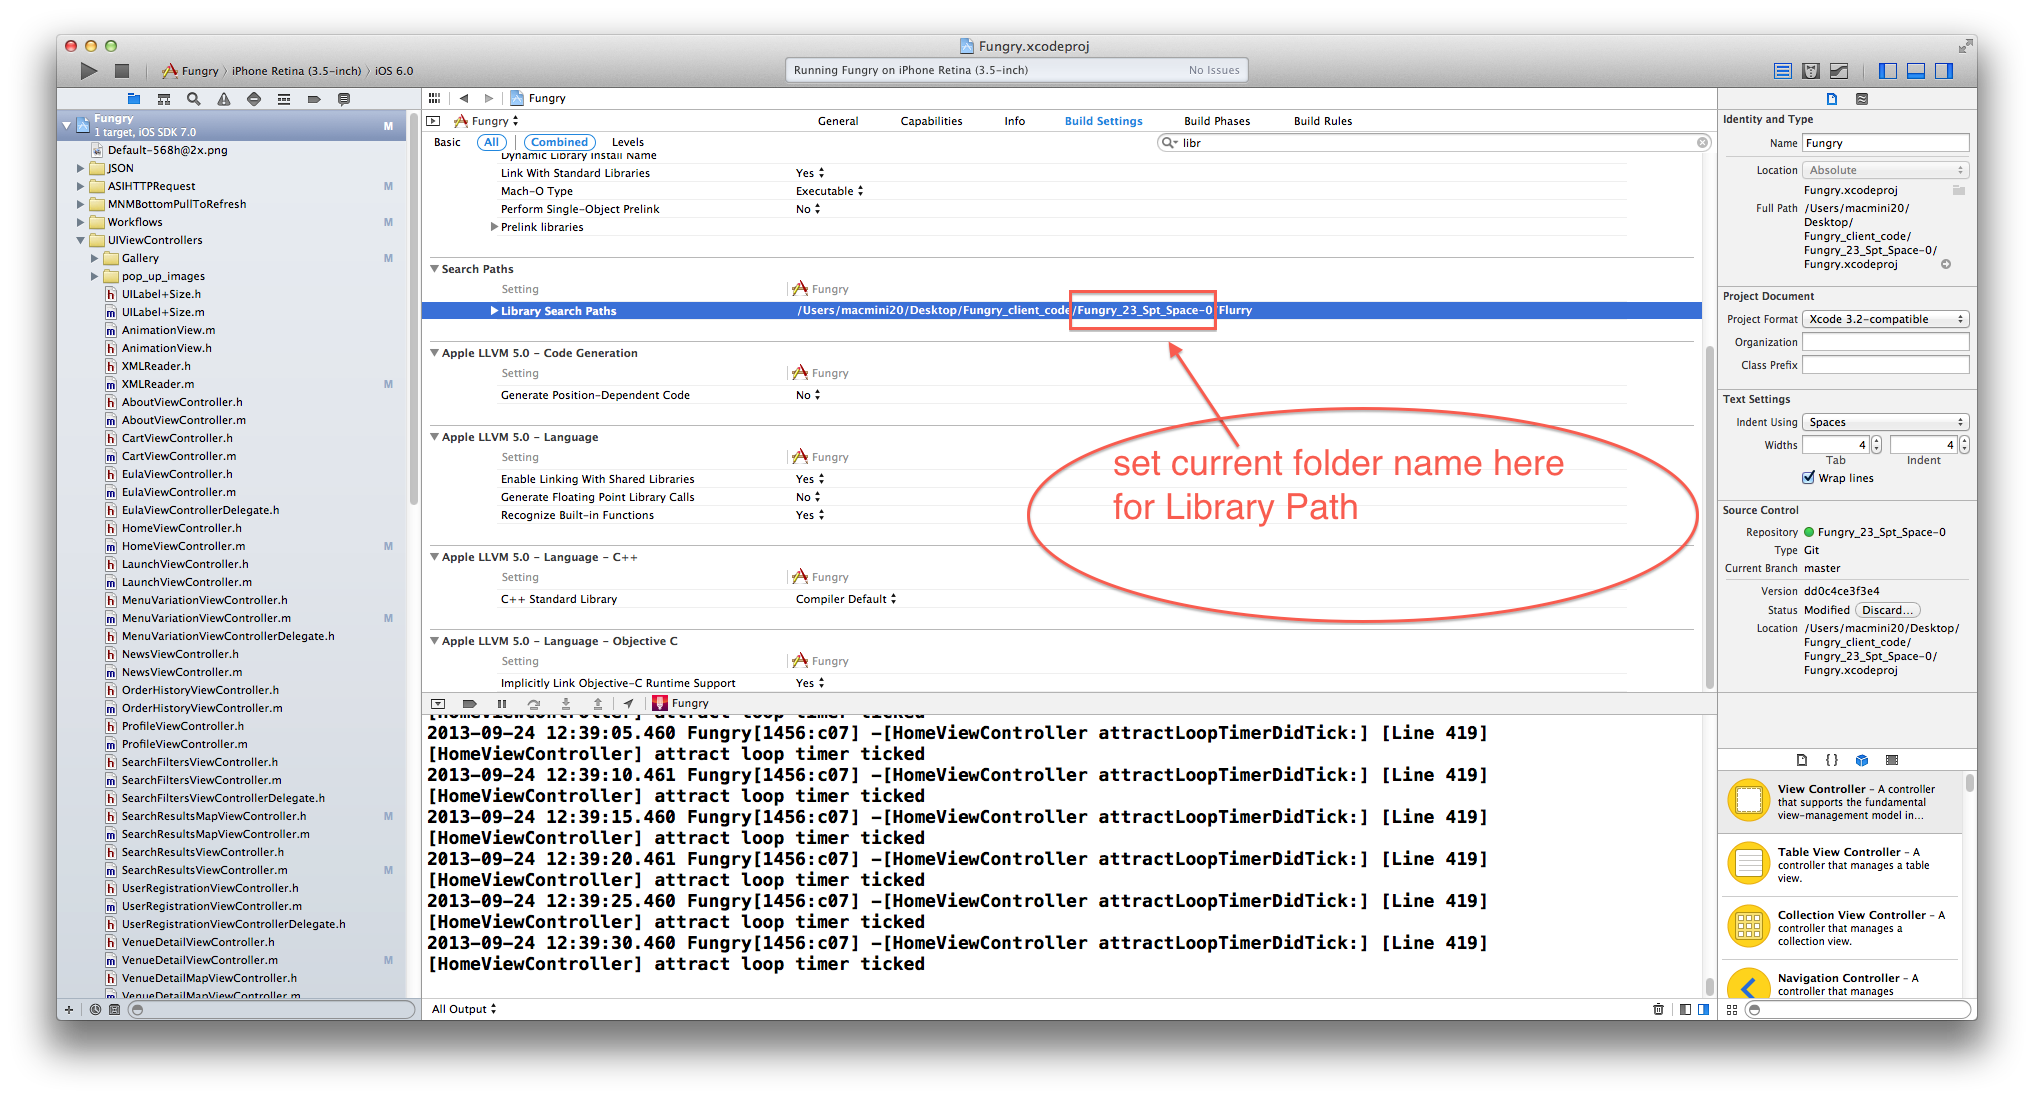 Fungry.xcodeproj
Fungry 〉 iPhone Retina (3.5-inch) 〉 iOS 6.0
Running Fungry on iPhone Retina (3.5-inch)
No Issues
Fungry
1 target, iOS SDK 7.0
M
Default-568h@2x.png
JSON
ASIHTTPRequest
M
MNMBottomPullToRefresh
Workflows
M
UIViewControllers
Gallery
M
pop_up_images
UILabel+Size.h
UILabel+Size.m
AnimationView.m
AnimationView.h
XMLReader.h
XMLReader.m
M
AboutViewController.h
AboutViewController.m
CartViewController.h
CartViewController.m
EulaViewController.h
EulaViewController.m
EulaViewControllerDelegate.h
HomeViewController.h
HomeViewController.m
M
LaunchViewController.h
LaunchViewController.m
MenuVariationViewController.h
MenuVariationViewController.m
M
MenuVariationViewControllerDelegate.h
NewsViewController.h
NewsViewController.m
OrderHistoryViewController.h
OrderHistoryViewController.m
ProfileViewController.h
ProfileViewController.m
SearchFiltersViewController.h
SearchFiltersViewController.m
SearchFiltersViewControllerDelegate.h
SearchResultsMapViewController.h
M
SearchResultsMapViewController.m
SearchResultsViewController.h
SearchResultsViewController.m
M
UserRegistrationViewController.h
UserRegistrationViewController.m
UserRegistrationViewControllerDelegate.h
VenueDetailViewController.h
VenueDetailViewController.m
M
VenueDetailMapViewController.h
VenueDetailMapViewController.m
Fungry
Fungry
General
Capabilities
Info
Build Settings
Build Phases
Build Rules
Basic
All
Combined
Levels
libr
Dynamic Library Install Name
Link With Standard Libraries
Yes
Mach-O Type
Executable
Perform Single-Object Prelink
No
Prelink libraries
Search Paths
Setting
Fungry
Library Search Paths
/Users/macmini20/Desktop/Fungry_client_code/Fungry_23_Spt_Space-0/Flurry
Apple LLVM 5.0 - Code Generation
Setting
Fungry
Generate Position-Dependent Code
No
Apple LLVM 5.0 - Language
Setting
Fungry
Enable Linking With Shared Libraries
Yes
Generate Floating Point Library Calls
No
Recognize Built-in Functions
Yes
set current folder name here
for Library Path
Apple LLVM 5.0 - Language - C++
Setting
Fungry
C++ Standard Library
Compiler Default
Apple LLVM 5.0 - Language - Objective C
Setting
Fungry
Implicitly Link Objective-C Runtime Support
Yes
Fungry
[HomeViewController] attract loop timer ticked
2013-09-24 12:39:05.460 Fungry[1456:c07] -[HomeViewController attractLoopTimerDidTick:] [Line 419]
[HomeViewController] attract loop timer ticked
2013-09-24 12:39:10.461 Fungry[1456:c07] -[HomeViewController attractLoopTimerDidTick:] [Line 419]
[HomeViewController] attract loop timer ticked
2013-09-24 12:39:15.460 Fungry[1456:c07] -[HomeViewController attractLoopTimerDidTick:] [Line 419]
[HomeViewController] attract loop timer ticked
2013-09-24 12:39:20.461 Fungry[1456:c07] -[HomeViewController attractLoopTimerDidTick:] [Line 419]
[HomeViewController] attract loop timer ticked
2013-09-24 12:39:25.460 Fungry[1456:c07] -[HomeViewController attractLoopTimerDidTick:] [Line 419]
[HomeViewController] attract loop timer ticked
2013-09-24 12:39:30.460 Fungry[1456:c07] -[HomeViewController attractLoopTimerDidTick:] [Line 419]
[HomeViewController] attract loop timer ticked
All Output
Identity and Type
Name
Fungry
Location
Absolute
Fungry.xcodeproj
Full Path
/Users/macmini20/
Desktop/
Fungry_client_code/
Fungry_23_Spt_Space-0/
Fungry.xcodeproj
Project Document
Project Format
Xcode 3.2-compatible
Organization
Class Prefix
Text Settings
Indent Using
Spaces
Widths
4
4
Tab
Indent
Wrap lines
Source Control
Repository
Fungry_23_Spt_Space-0
Type
Git
Current Branch
master
Version
dd0c4ce3f3e4
Status
Modified
Discard...
Location
/Users/macmini20/Desktop/
Fungry_client_code/
Fungry_23_Spt_Space-0/
Fungry.xcodeproj
View Controller - A controller
that supports the fundamental
view-management model in...
Table View Controller - A
controller that manages a table
view.
Collection View Controller - A
controller that manages a
collection view.
Navigation Controller - A
controller that manages